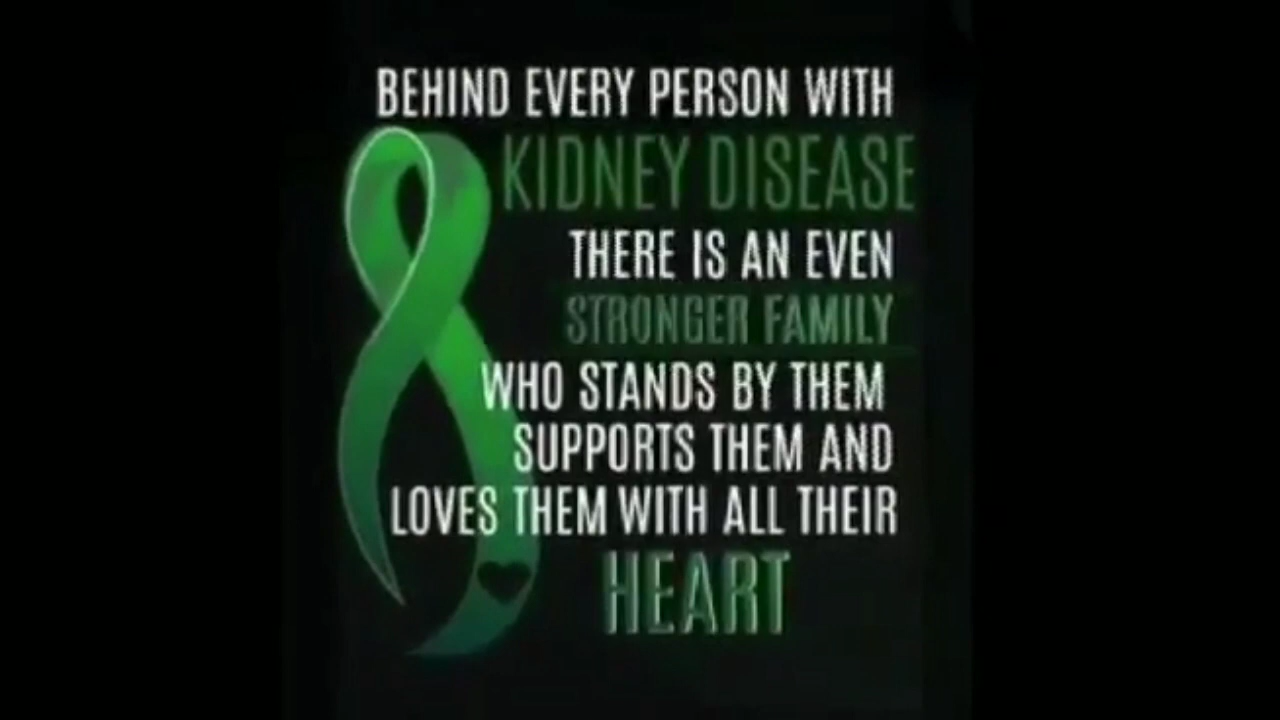 BEHIND EVERY PERSON WITH
KIDNEY DISEASE
THERE IS AN EVEN
STRONGER FAMILY
WHO STANDS BY THEM
SUPPORTS THEM AND
LOVES THEM WITH ALL THEIR
HEART